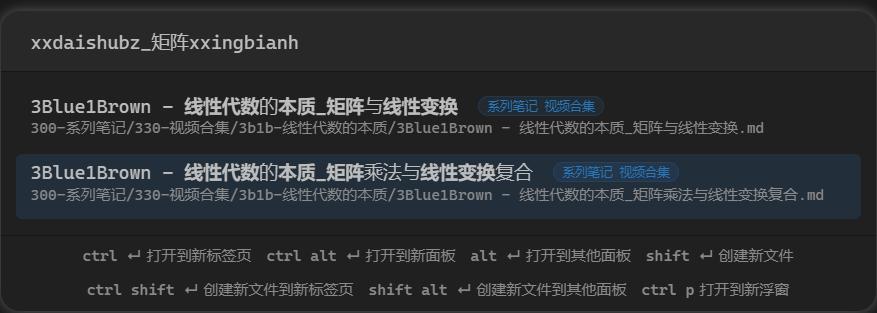 xxdaishubz_矩阵xxingbianh
3Blue1Brown - 线性代数的本质_矩阵与线性变换 系列笔记 视频合集
300-系列笔记/330-视频合集/3b1b-线性代数的本质/3Blue1Brown - 线性代数的本质_矩阵与线性变换.md
3Blue1Brown - 线性代数的本质_矩阵乘法与线性变换复合 系列笔记 视频合集
300-系列笔记/330-视频合集/3b1b-线性代数的本质/3Blue1Brown - 线性代数的本质_矩阵乘法与线性变换复合.md
ctrl ↵ 打开到新标签页 ctrl alt ↵ 打开到新面板 alt ↵ 打开到其他面板 shift ↵ 创建新文件
ctrl shift ↵ 创建新文件到新标签页 shift alt ↵ 创建新文件到其他面板 ctrl p 打开到新浮窗